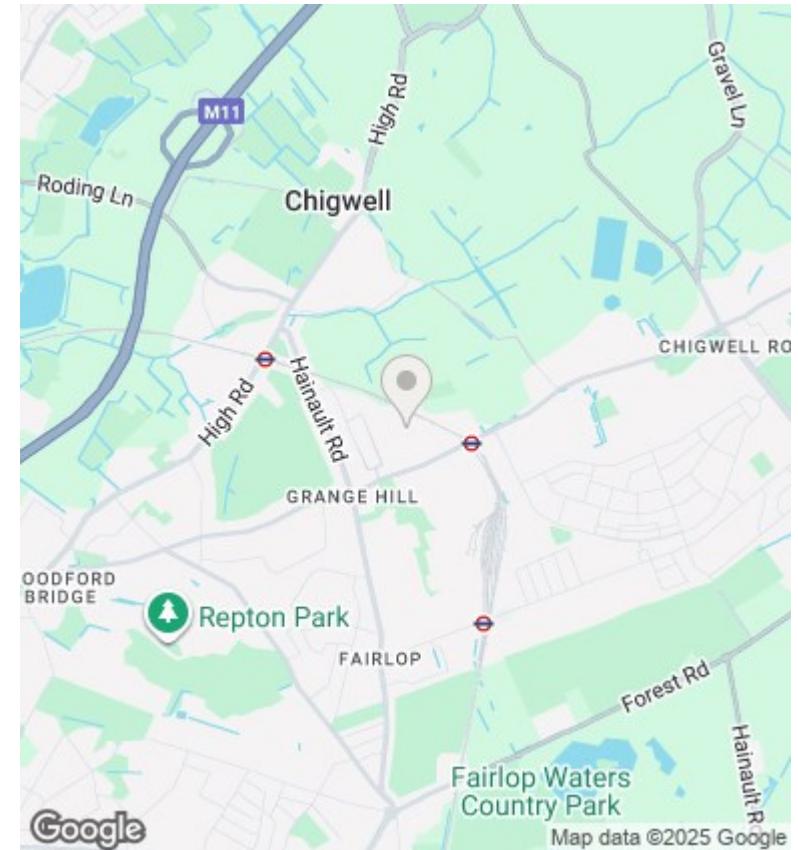 M11
High Rd
Gravel Ln
Roding Ln
Chigwell
CHIGWELL RO
High Rd
Hainault Rd
GRANGE HILL
OODFORD
BRIDGE
Repton Park
FAIRLOP
Forest Rd
Hainault Rd
Fairlop Waters
Country Park
Google
Map data ©2025 Google